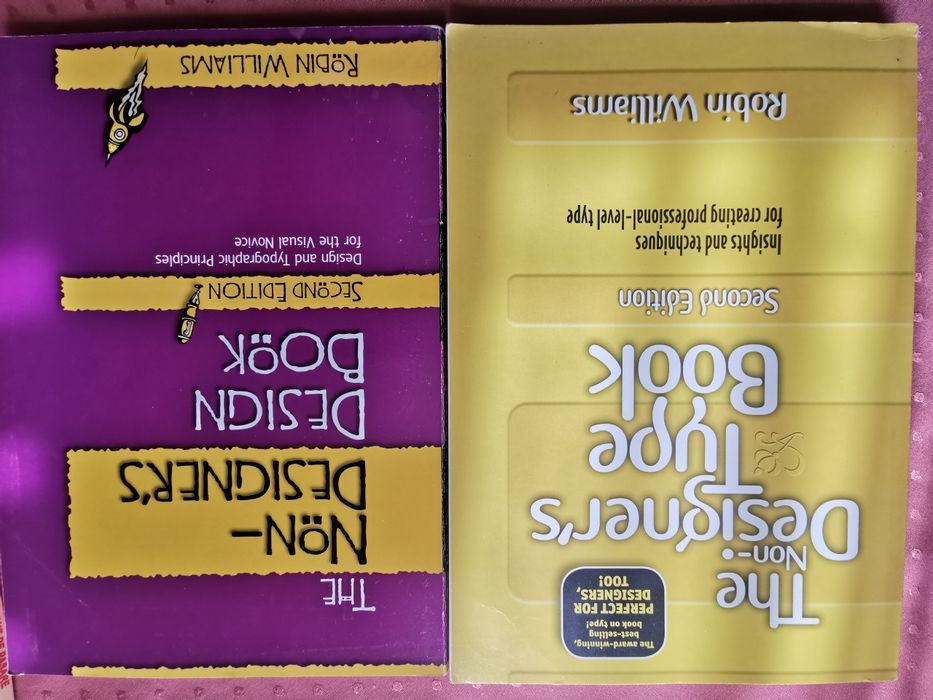 THE
NON-
DESIGNER'S
DESIGN
BOOK
SECOND EDITION
Design and Typographic Principles
for the Visual Novice
ROBIN WILLIAMS
The award-winning,
best-selling
book on type!
PERFECT FOR
DESIGNERS,
TOO!
The
Non-
Designer's
Type
Book
Second Edition
Insights and techniques
for creating professional-level type
Robin Williams